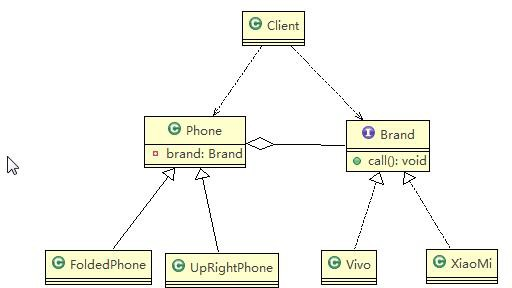 C Client
C Phone
brand: Brand
I Brand
call(): void
C FoldedPhone
C UpRightPhone
C Vivo
C XiaoMi